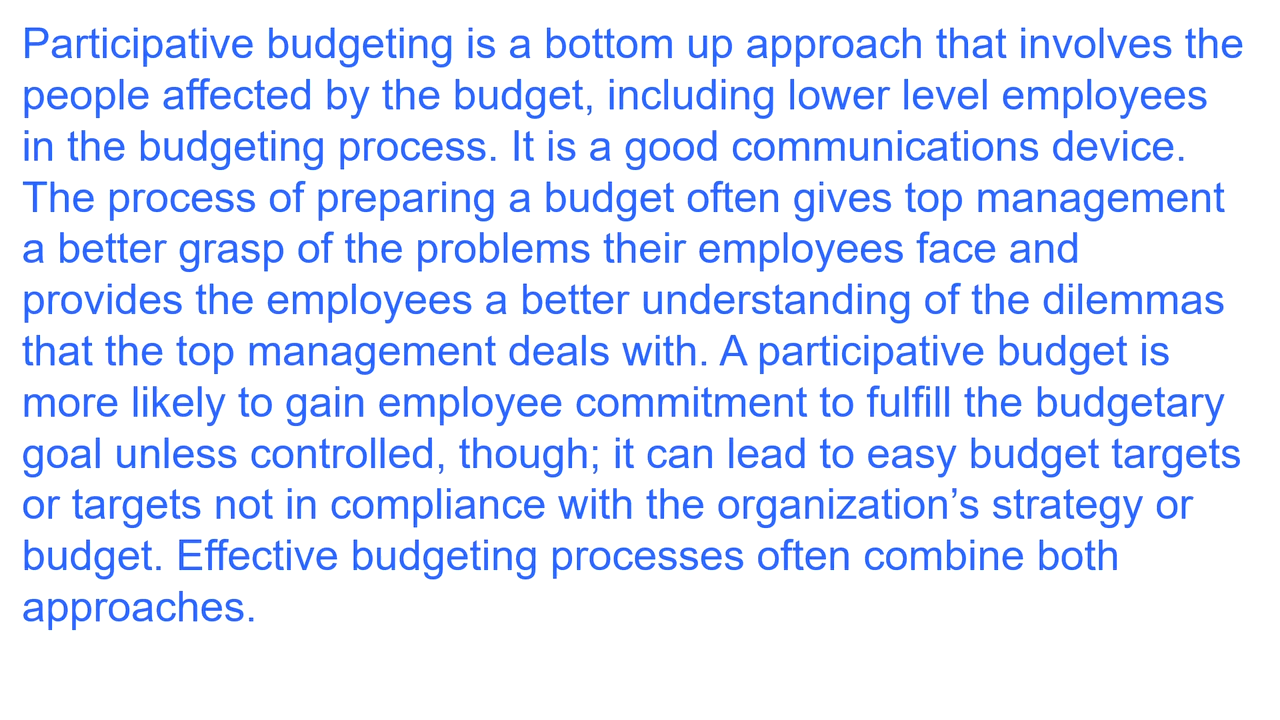 Participative budgeting is a bottom up approach that involves the
people affected by the budget, including lower level employees
in the budgeting process. It is a good communications device.
The process of preparing a budget often gives top management
a better grasp of the problems their employees face and
provides the employees a better understanding of the dilemmas
that the top management deals with. A participative budget is
more likely to gain employee commitment to fulfill the budgetary
goal unless controlled, though; it can lead to easy budget targets
or targets not in compliance with the organization’s strategy or
budget. Effective budgeting processes often combine both
approaches.